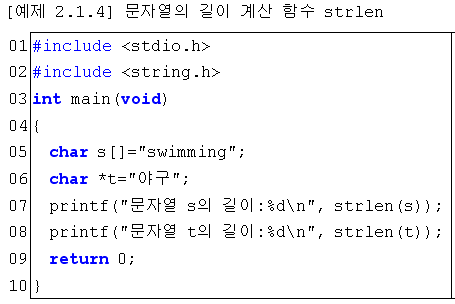 [예제 2.1.4] 문자열의 길이 계산 함수 strlen
01 #include <stdio.h>
02 #include <string.h>
03 int main(void)
04 {
05 char s[]="swimming";
06 char *t="야구";
07 printf("문자열 s의 길이:%d\n", strlen(s));
08 printf("문자열 t의 길이:%d\n", strlen(t));
09 return 0;
10 }